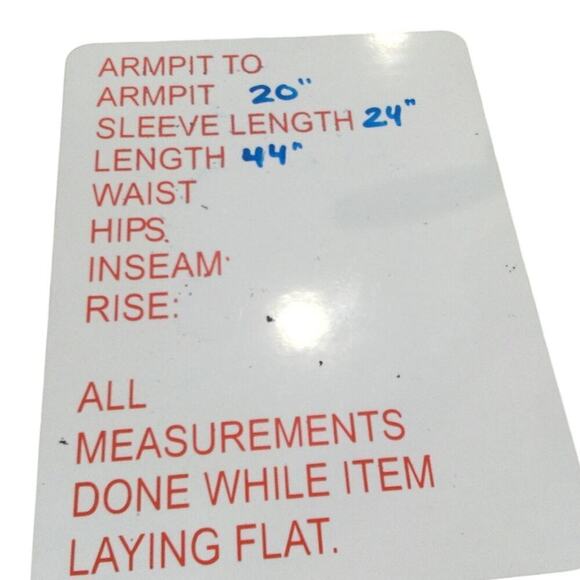 ARMPIT TO
ARMPIT 20"
SLEEVE LENGTH 24"
LENGTH 44"
WAIST
HIPS.
INSEAM
RISE:
ALL
MEASUREMENTS
DONE WHILE ITEM
LAYING FLAT.